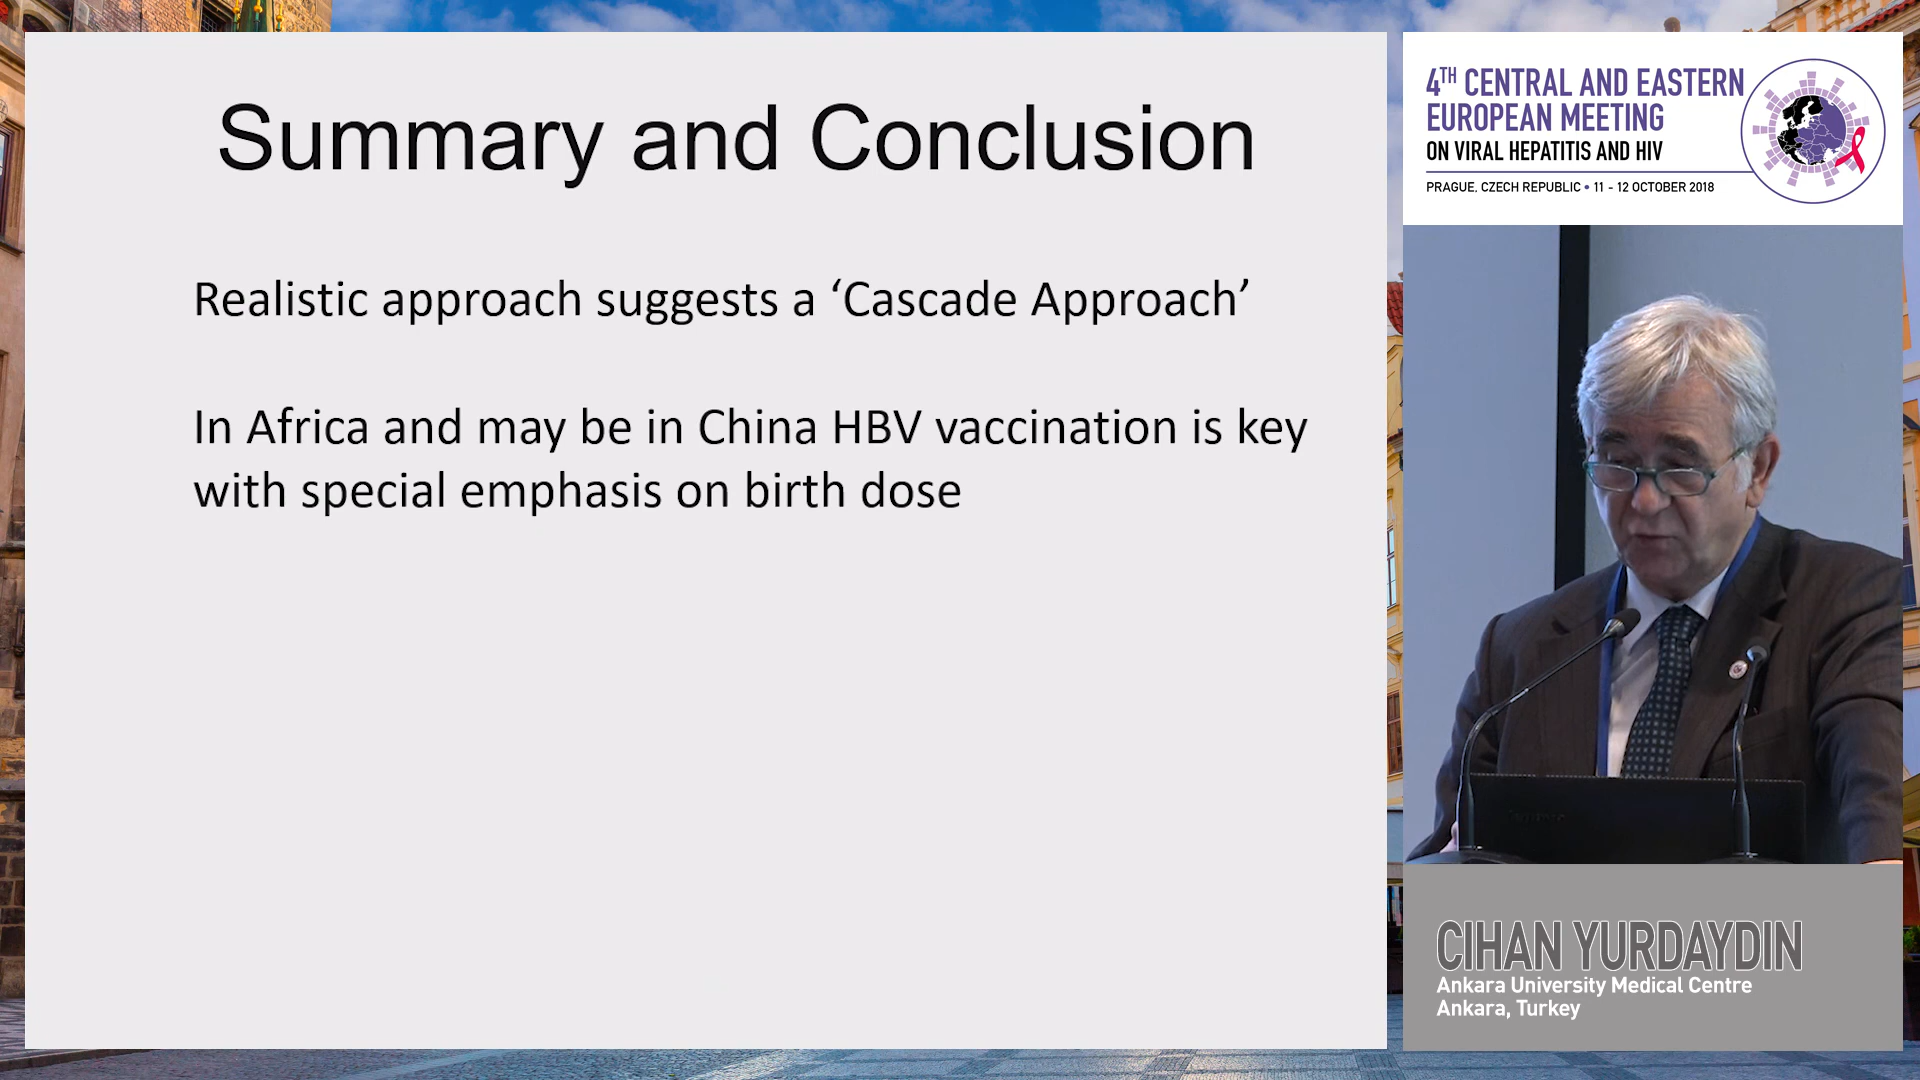 Summary and Conclusion
Realistic approach suggests a ‘Cascade Approach’
In Africa and may be in China HBV vaccination is key
with special emphasis on birth dose
4TH CENTRAL AND EASTERN
EUROPEAN MEETING
ON VIRAL HEPATITIS AND HIV
PRAGUE, CZECH REPUBLIC • 11 - 12 OCTOBER 2018
CIHAN YURDAYDIN
Ankara University Medical Centre
Ankara, Turkey